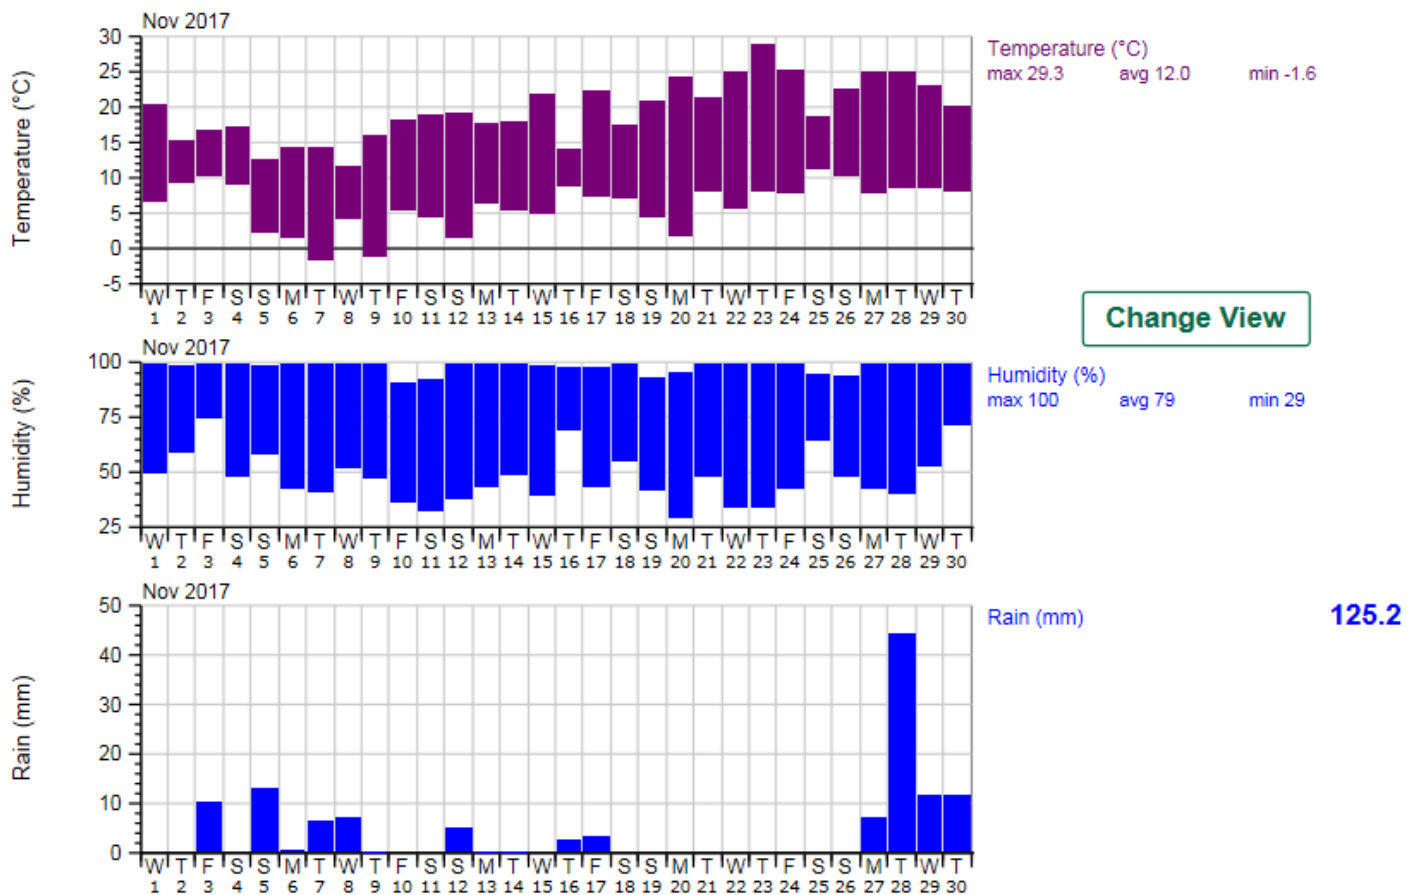 Nov 2017
Temperature (°C)
30
25
20
15
10
5
0
-5
W T F S S M T W T F S S M T W T F S S M T W T F S S M T W T
1 2 3 4 5 6 7 8 9 10 11 12 13 14 15 16 17 18 19 20 21 22 23 24 25 26 27 28 29 30
Temperature (°C)
max 29.3 avg 12.0 min -1.6
Change View
Nov 2017
Humidity (%)
100
75
50
25
W T F S S M T W T F S S M T W T F S S M T W T F S S M T W T
1 2 3 4 5 6 7 8 9 10 11 12 13 14 15 16 17 18 19 20 21 22 23 24 25 26 27 28 29 30
Humidity (%)
max 100 avg 79 min 29
Nov 2017
Rain (mm)
50
40
30
20
10
0
W T F S S M T W T F S S M T W T F S S M T W T F S S M T W T
1 2 3 4 5 6 7 8 9 10 11 12 13 14 15 16 17 18 19 20 21 22 23 24 25 26 27 28 29 30
Rain (mm) 125.2